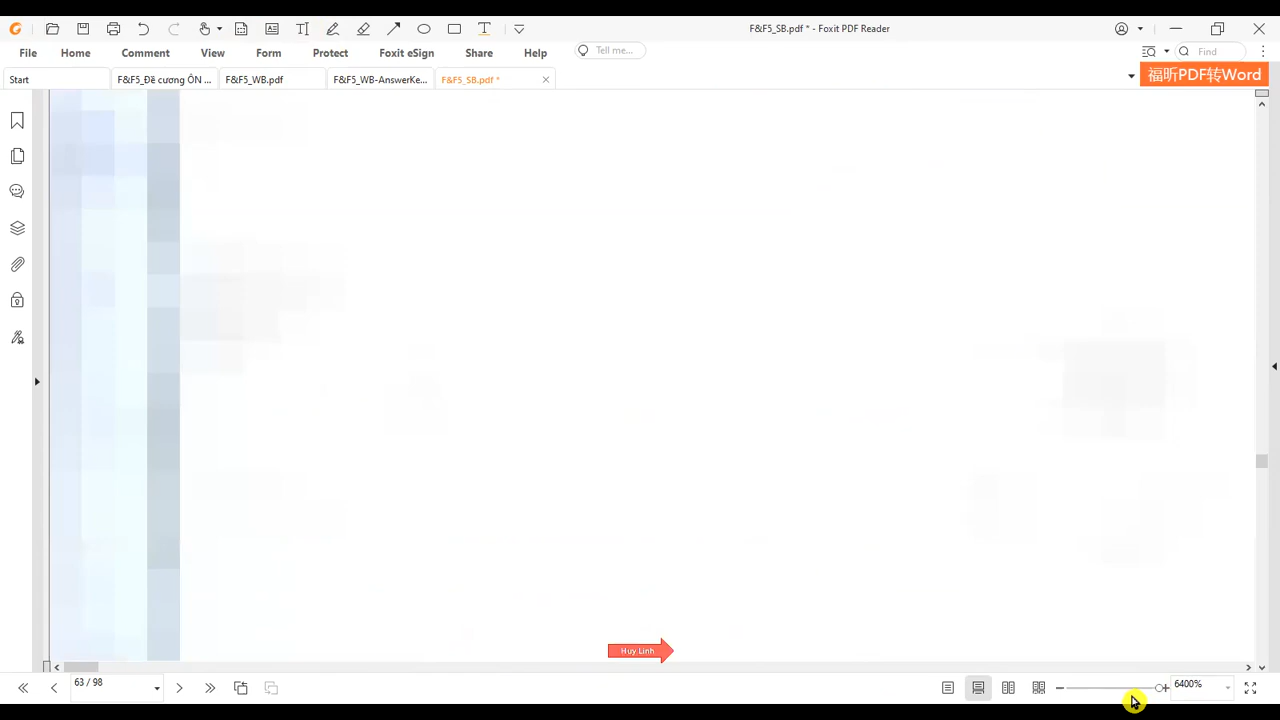 F&F5_SB.pdf * - Foxit PDF Reader
File Home Comment View Form Protect Foxit eSign Share Help Tell me... Find
Start F&F5_Đề cương ÔN ... F&F5_WB.pdf F&F5_WB-AnswerKe... F&F5_SB.pdf * 福昕PDF转Word
Huy Linh
63 / 98 6400%